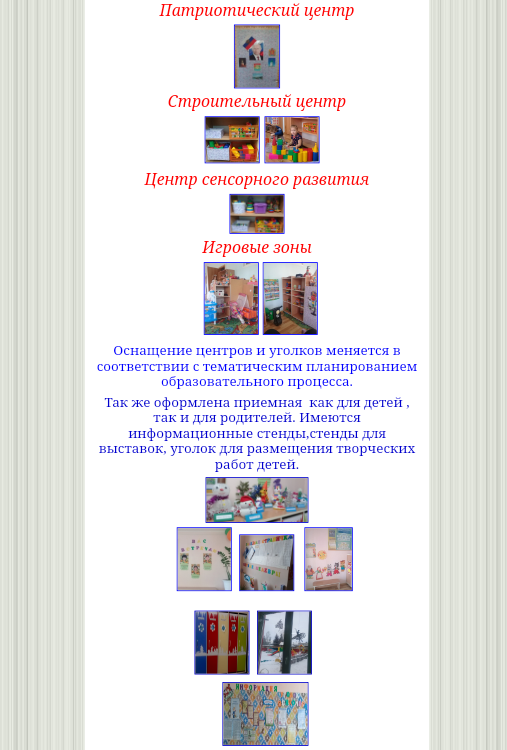 Патриотический центр
Строительный центр
Центр сенсорного развития
Игровые зоны
Оснащение центров и уголков меняется в
соответствии с тематическим планированием
образовательного процесса.
Так же оформлена приемная  как для детей ,
так и для родителей. Имеются
информационные стенды,стенды для
выставок, уголок для размещения творческих
работ детей.